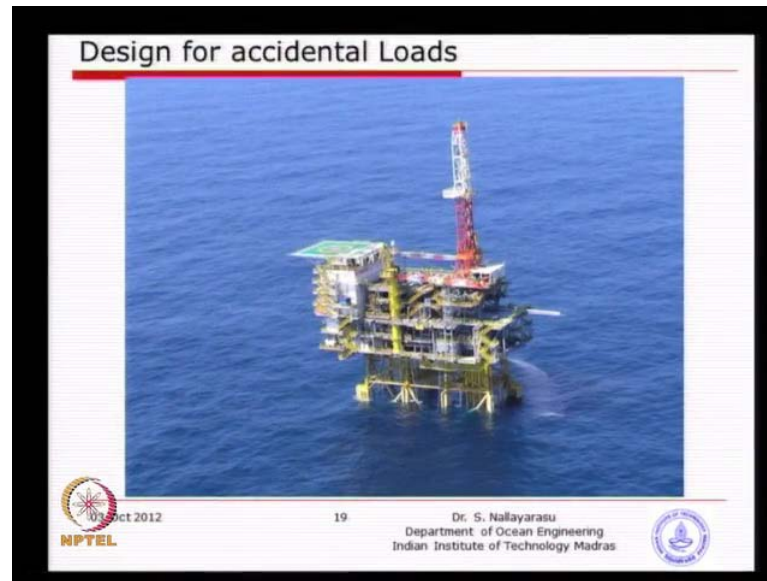 Design for accidental Loads
03 Oct 2012
19
Dr. S. Nallayarasu
Department of Ocean Engineering
Indian Institute of Technology Madras
NPTEL